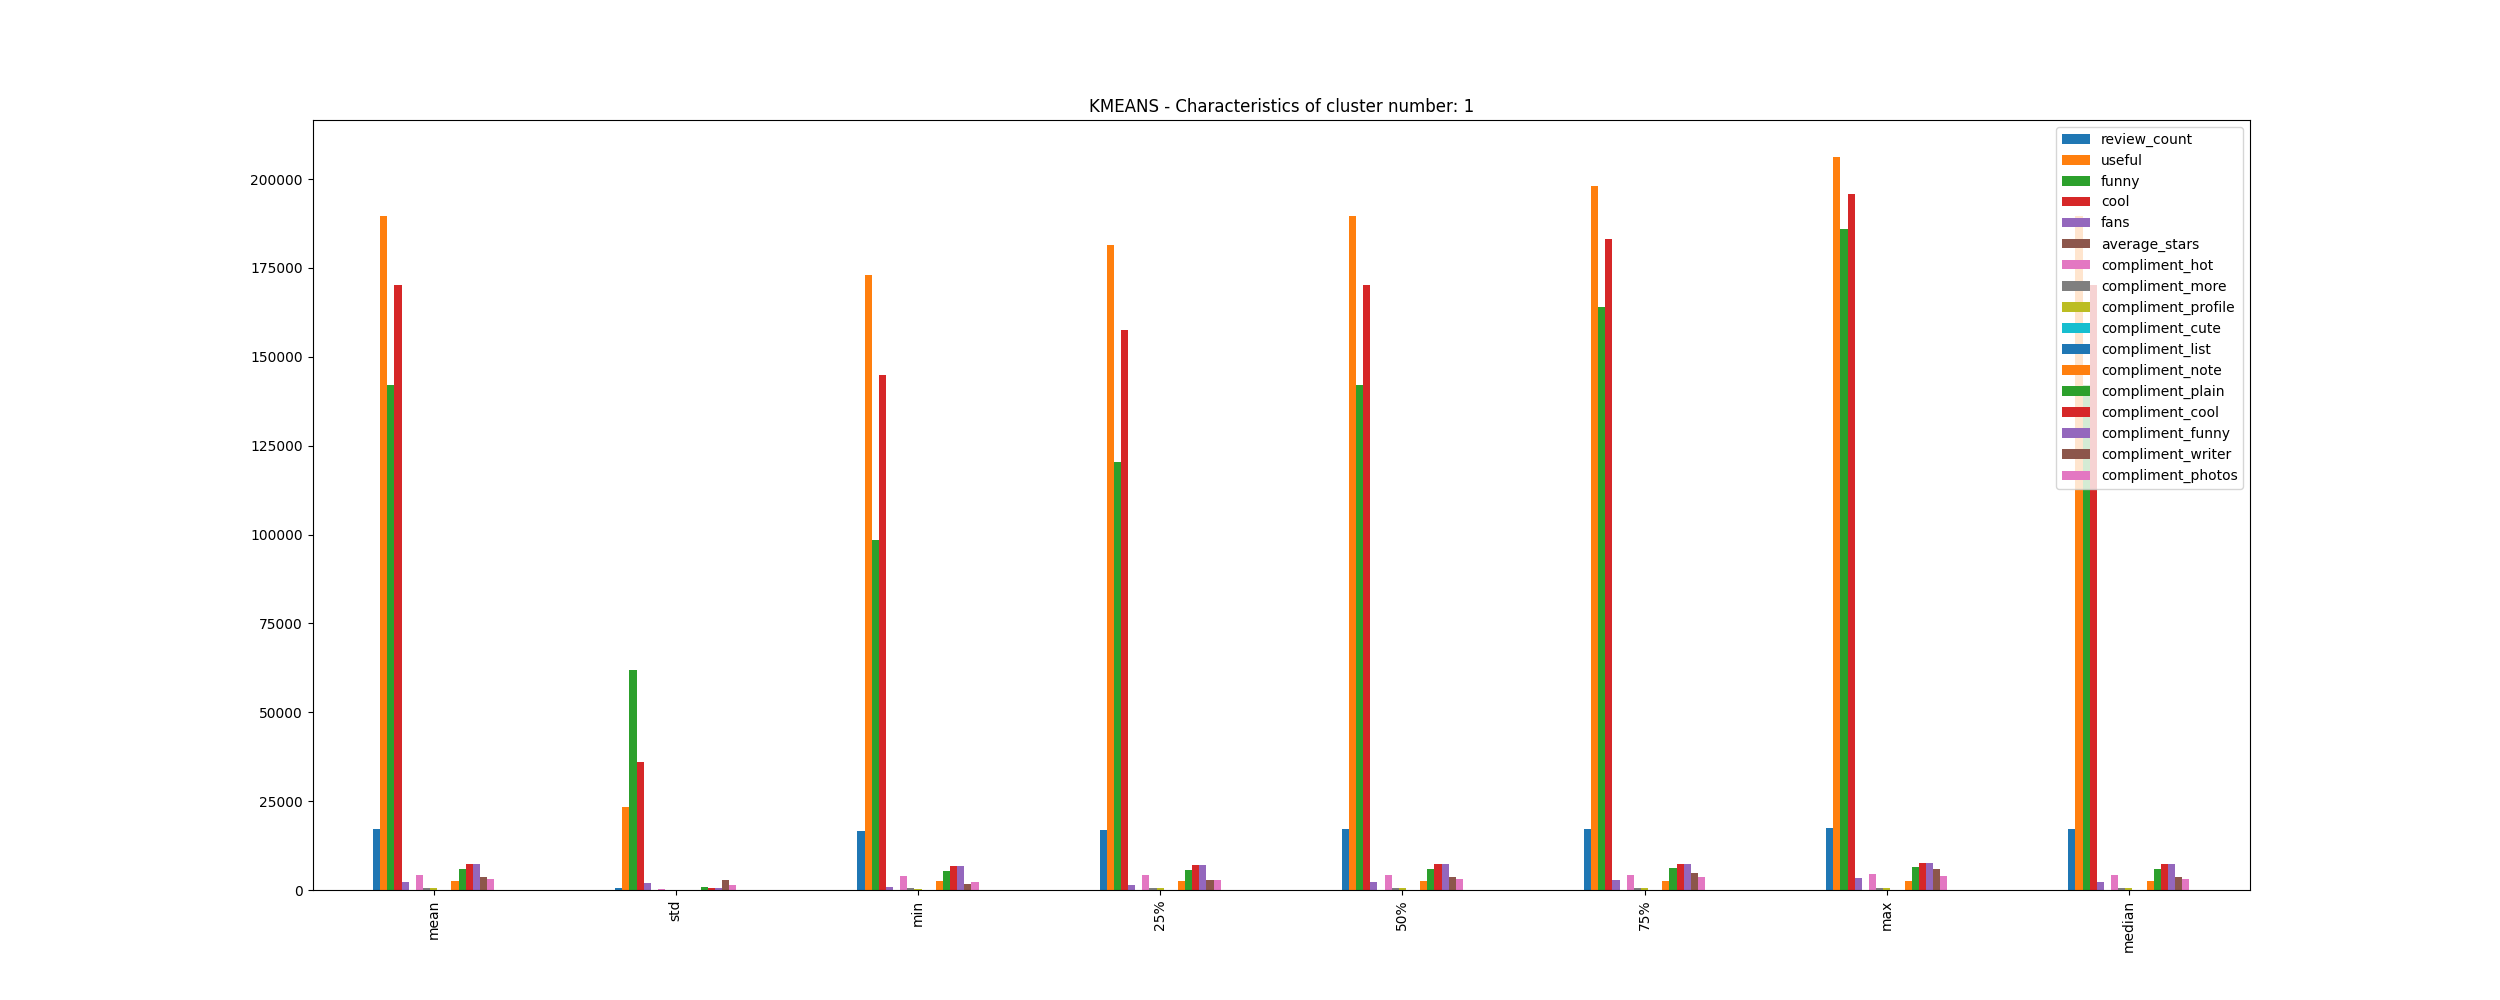 KMEANS - Characteristics of cluster number: 1
200000
175000
150000
125000
100000
75000
50000
25000
0
review_count
useful
funny
cool
fans
average_stars
compliment_hot
compliment_more
compliment_profile
compliment_cute
compliment_list
compliment_note
compliment_plain
compliment_cool
compliment_funny
compliment_writer
compliment_photos
mean
std
min
25%
50%
75%
max
median